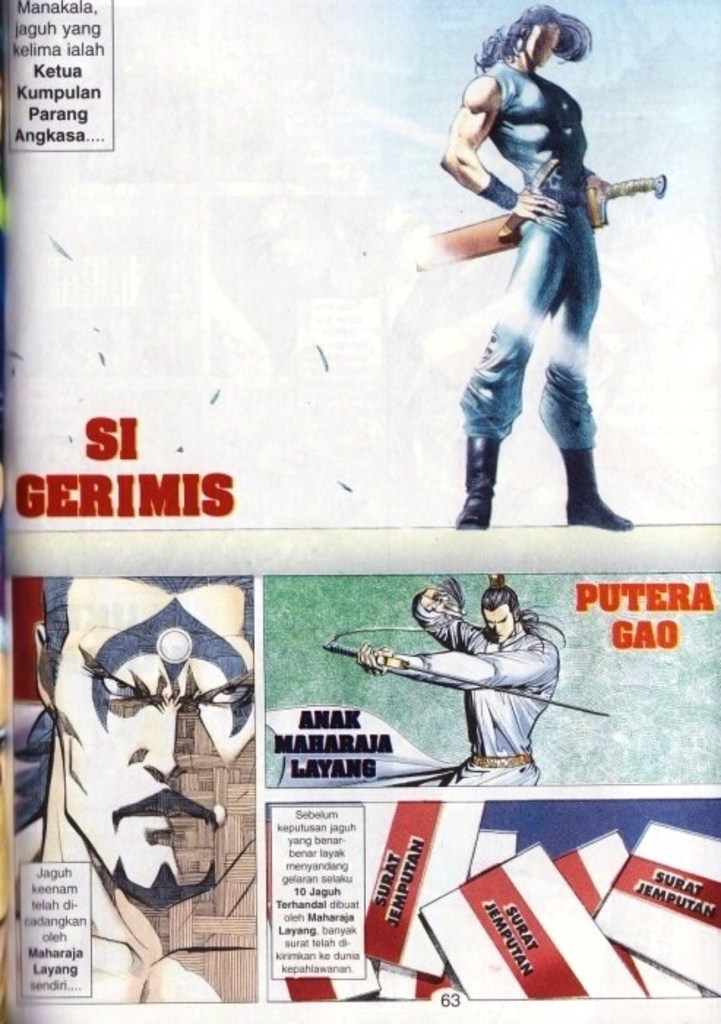 Manakala,
jaguh yang
kelima ialah
Ketua
Kumpulan
Parang
Angkasa....
SI
GERIMIS
PUTERA
GAO
ANAK
MAHARAJA
LAYANG
Jaguh
keenam
telah di-
cadangkan
oleh
Maharaja
Layang
sendiri....
Sebelum
keputusan jaguh
yang benar-
benar layak
menyandang
gelaran selaku
10 Jaguh
Terhandal dibuat
oleh Maharaja
Layang, banyak
surat telah di-
kirimkan ke dunia
kepahlawanan.
SURAT
JEMPUTAN
SURAT
JEMPUTAN
SURAT
JEMPUTAN
63